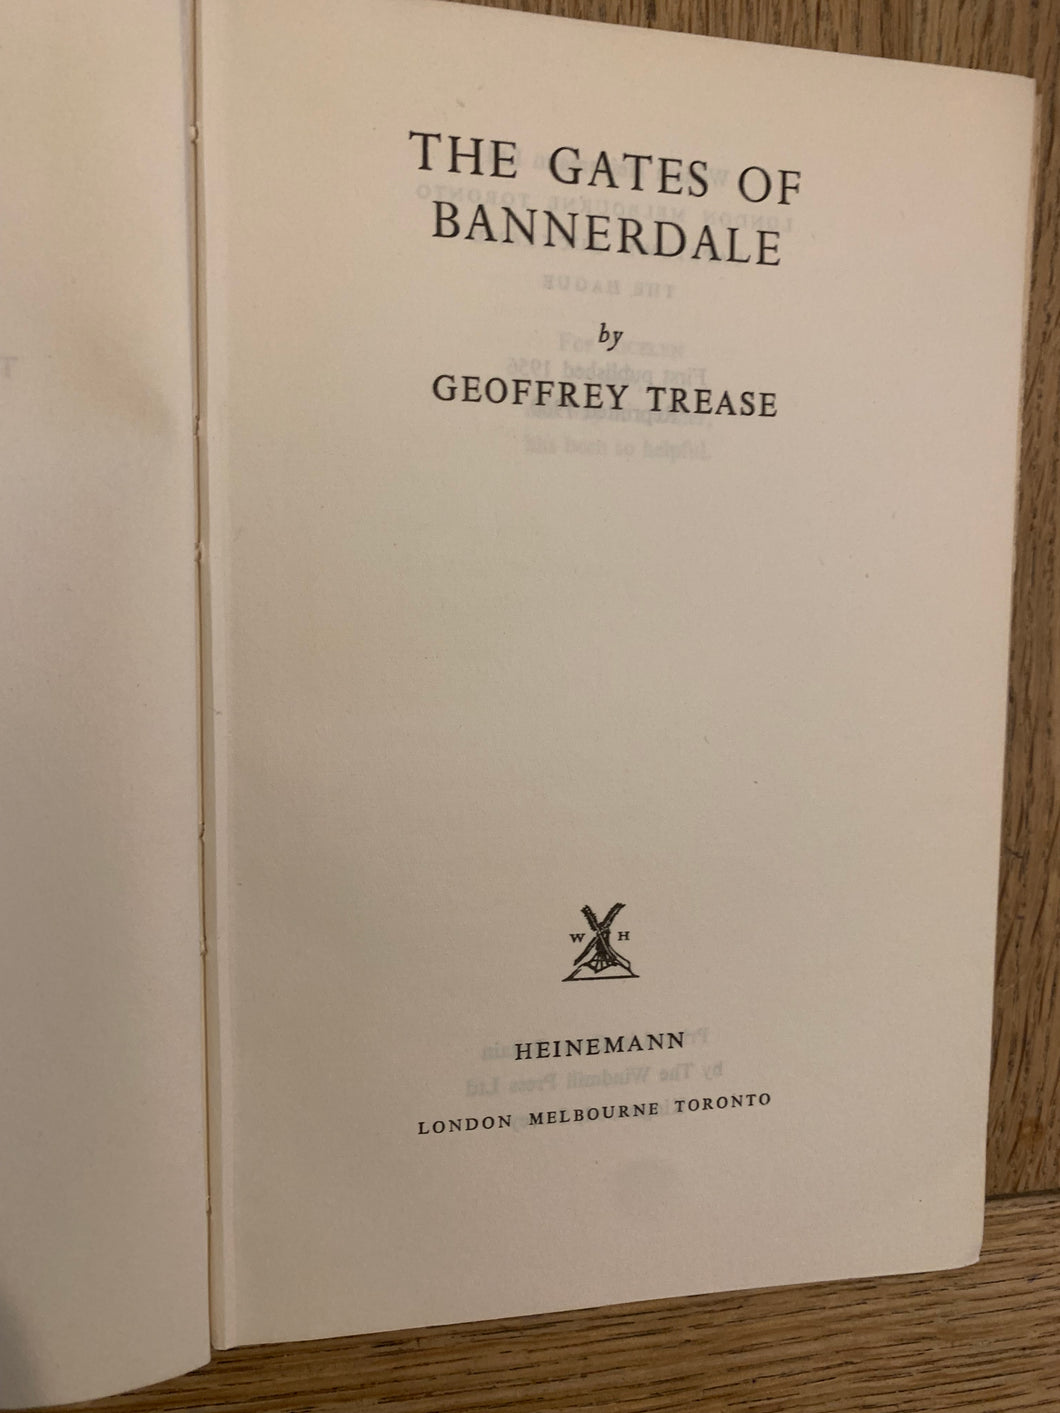 THE GATES OF
BANNERDALE
by
GEOFFREY TREASE
W H
HEINEMANN
LONDON MELBOURNE TORONTO